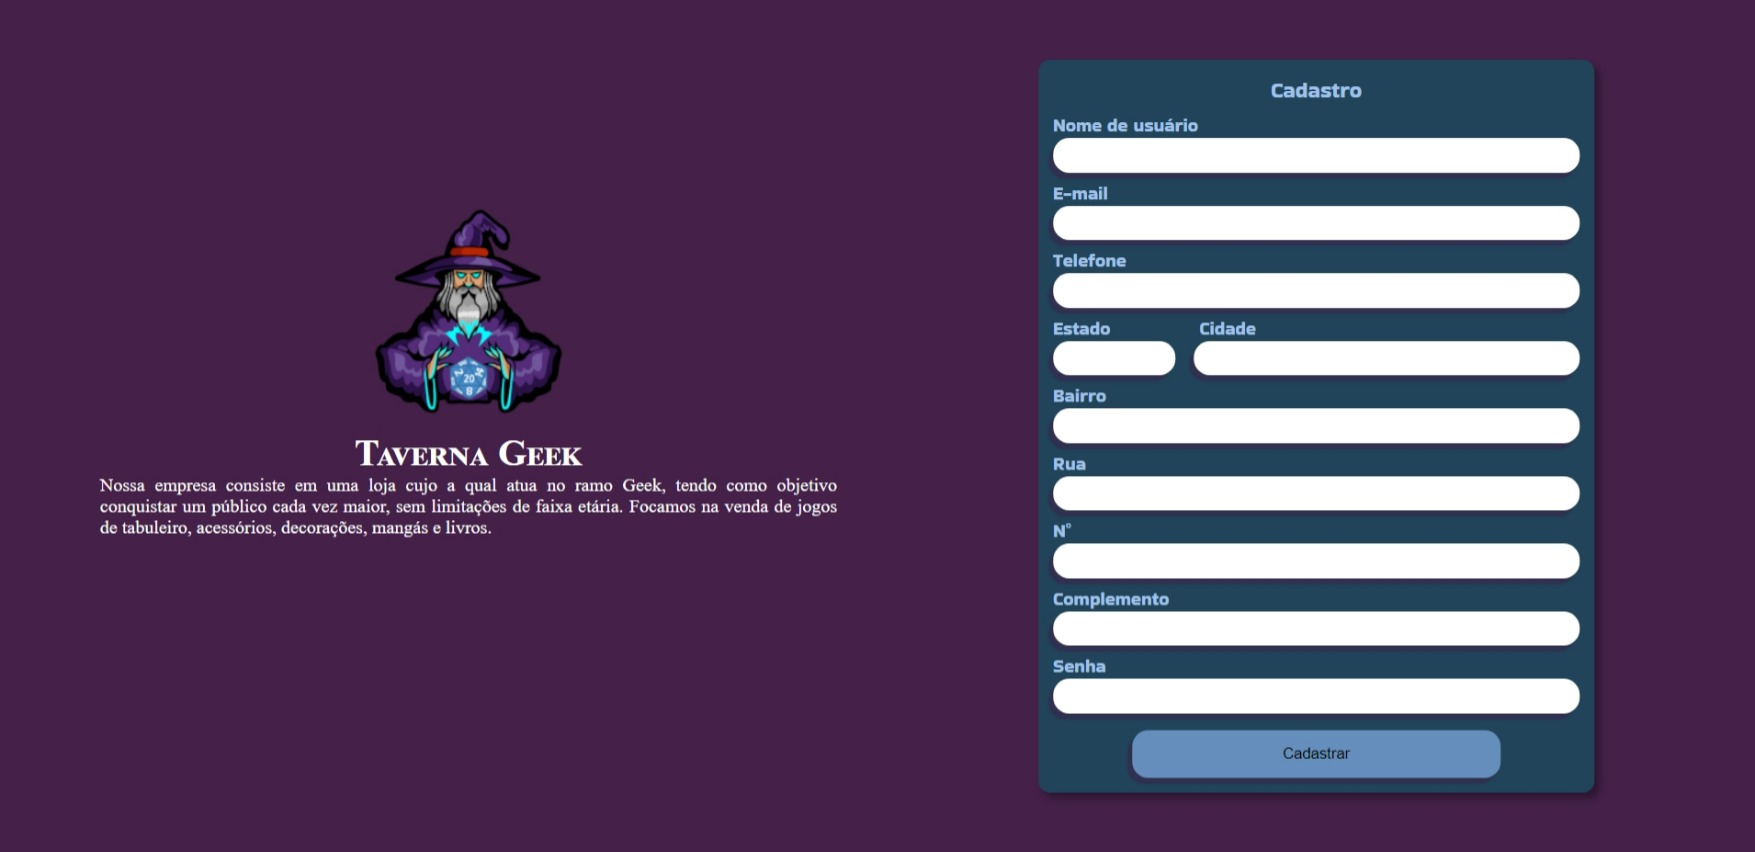 Taverna Geek
Nossa empresa consiste em uma loja cujo a qual atua no ramo Geek, tendo como objetivo
conquistar um público cada vez maior, sem limitações de faixa etária. Focamos na venda de jogos
de tabuleiro, acessórios, decorações, mangás e livros.
Cadastro
Nome de usuário
E-mail
Telefone
Estado Cidade
Bairro
Rua
N°
Complemento
Senha
Cadastrar
20
8